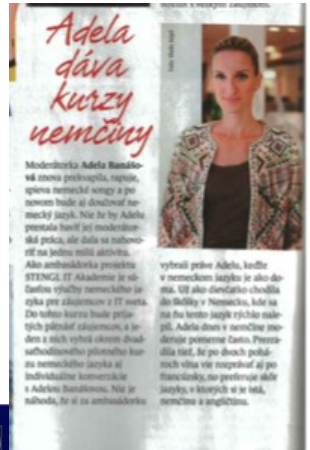 Adela
dáva
kurzy
nemčiny
Moderátorka Adela Banášo-
vá znova prekvapila, rapuje,
spieva nemecké songy a po
novom bude aj doučovať ne-
mecký jazyk. Nie že by Adelu
prestala baviť jej moderátor-
ská práca, ale dala sa nahovo-
riť na jednu milú aktivitu.
Ako ambasádorka projektu
STENGL IT Akademie je sú-
časťou výučby nemeckého ja-
zyka pre záujemcov z IT sveta.
Do tohto kurzu bude prija-
tých pätnásť záujemcov, a je-
den z nich vyhrá okrem dvad-
saťhodinového pilotného kur-
zu nemeckého jazyka aj
individuálne konverzácie
s Adelou Banášovou. Nie je
náhoda, že si za ambasádorku
vybrali práve Adelu, keďže
v nemeckom jazyku je ako do-
ma. Už ako dievčatko chodila
do škôlky v Nemecku, kde sa
na ňu tento jazyk rýchlo nale-
pil. Adela dnes v nemčine mo-
deruje pomerne často. Prezra-
dila tiež, že po dvoch pohá-
roch vína vie rozprávať aj po
francúzsky, no preferuje skôr
jazyky, v ktorých si je istá,
nemčinu a angličtinu.